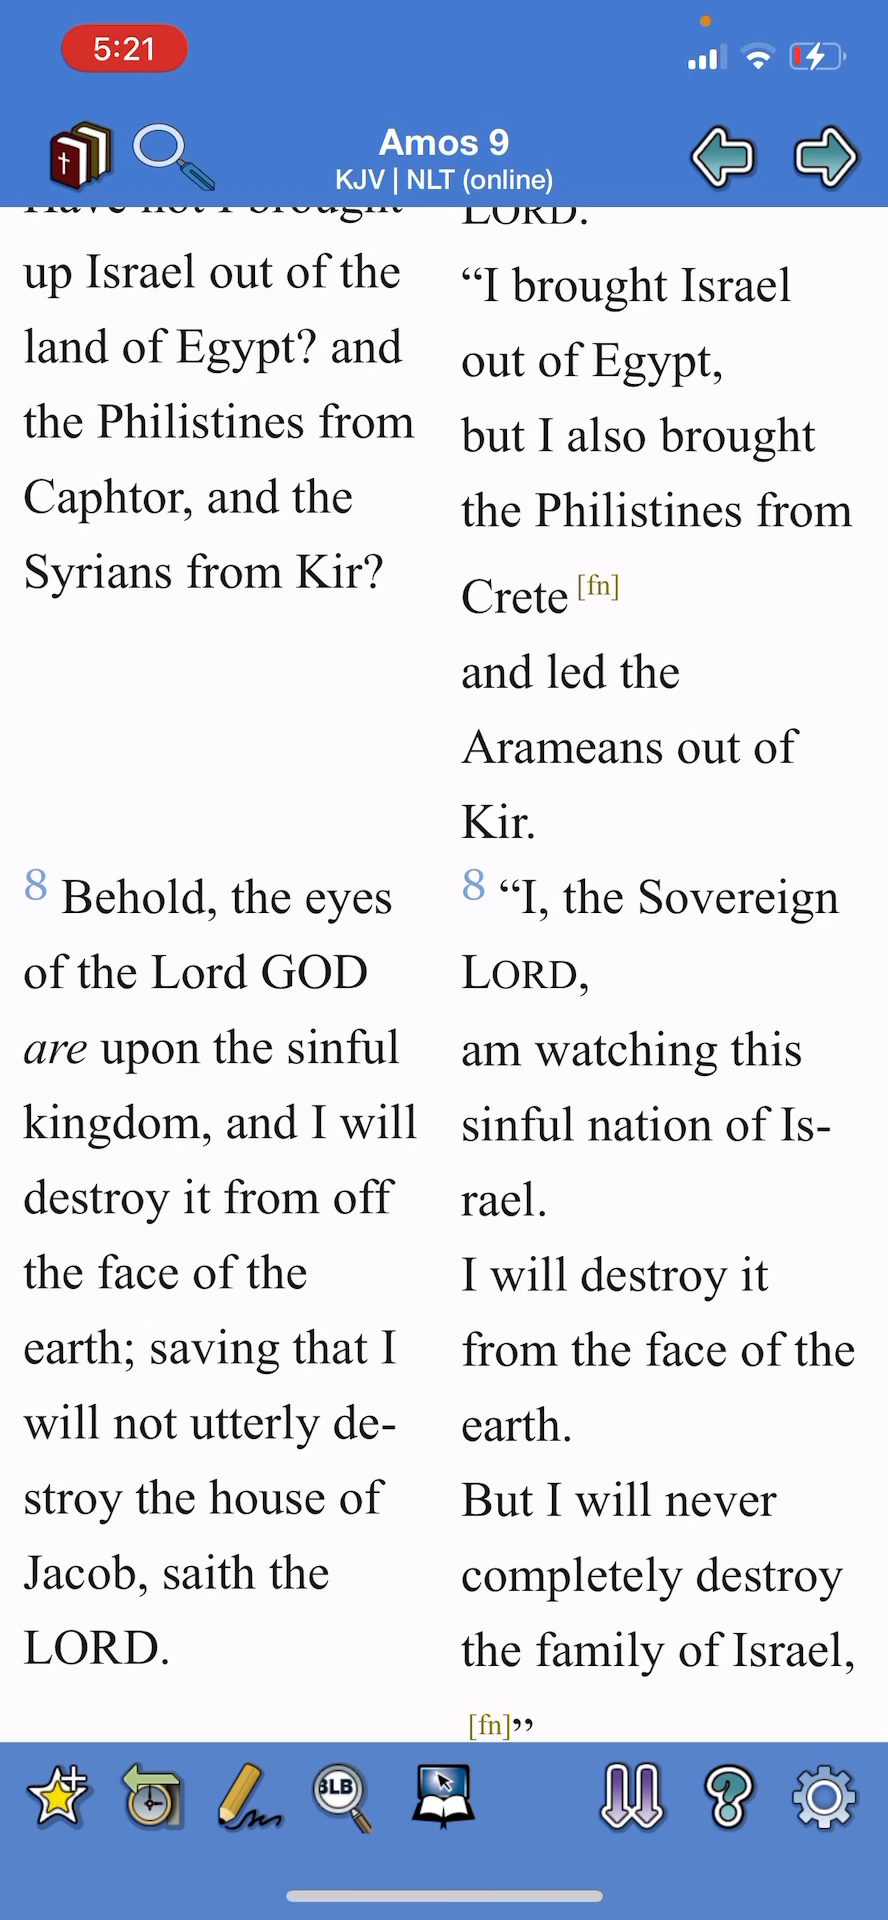 5:21
Amos 9
KJV | NLT (online)
Have not I brought
up Israel out of the
land of Egypt? and
the Philistines from
Caphtor, and the
Syrians from Kir?
8 Behold, the eyes
of the Lord GOD
are upon the sinful
kingdom, and I will
destroy it from off
the face of the
earth; saving that I
will not utterly de-
stroy the house of
Jacob, saith the
LORD.
LORD.
“I brought Israel
out of Egypt,
but I also brought
the Philistines from
Crete [fn]
and led the
Arameans out of
Kir.
8 “I, the Sovereign
LORD,
am watching this
sinful nation of Is-
rael.
I will destroy it
from the face of the
earth.
But I will never
completely destroy
the family of Israel,
[fn]”
BLB